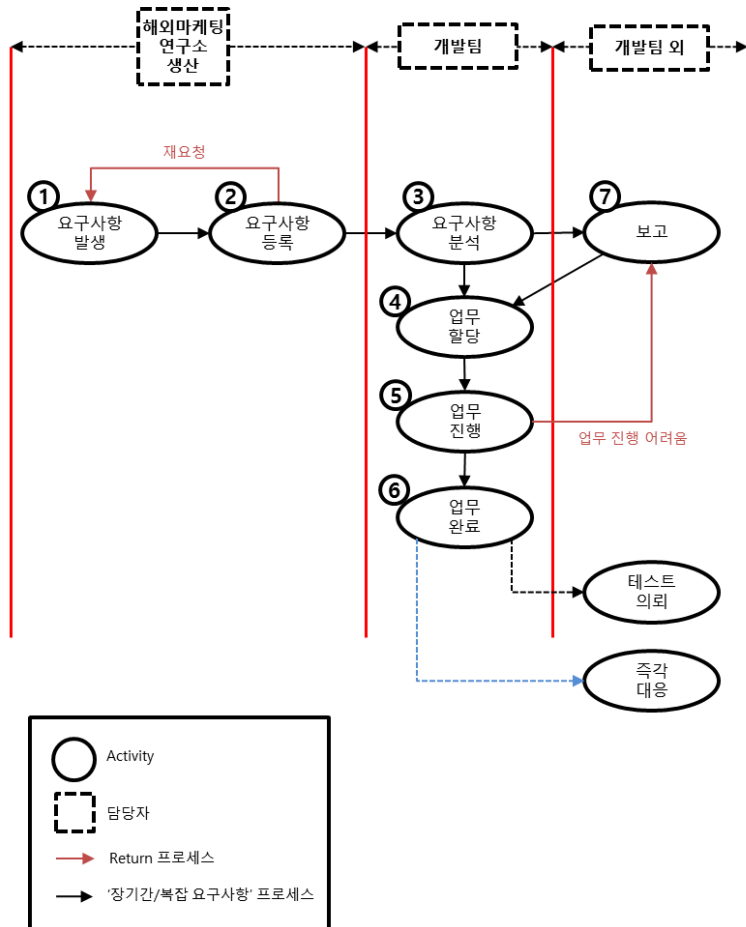 해외마케팅
연구소
생산
개발팀
개발팀 외
재요청
1
요구사항
발생
2
요구사항
등록
3
요구사항
분석
7
보고
4
업무
할당
5
업무
진행
업무 진행 어려움
6
업무
완료
테스트
의뢰
즉각
대응
Activity
담당자
Return 프로세스
‘장기간/복잡 요구사항’ 프로세스